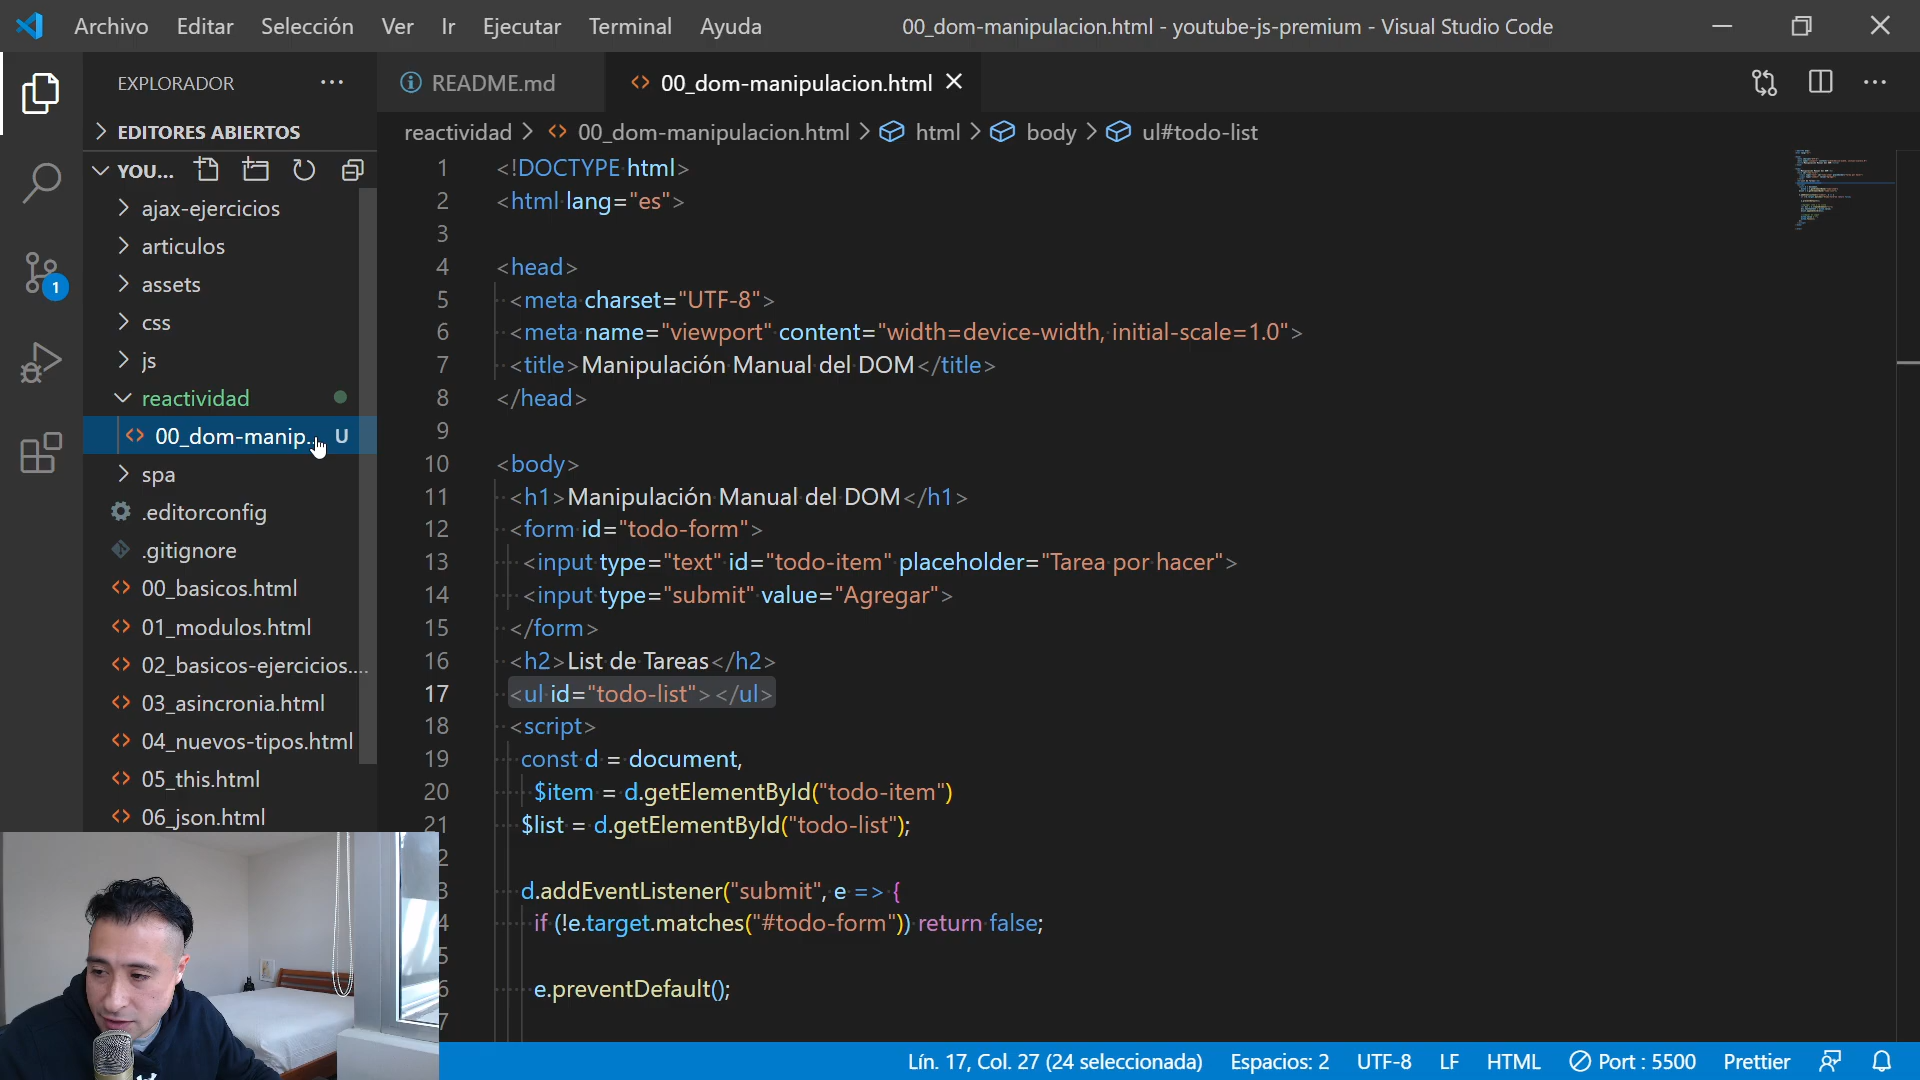 Archivo Editar Selección Ver Ir Ejecutar Terminal Ayuda
00_dom-manipulacion.html - youtube-js-premium - Visual Studio Code
EXPLORADOR
README.md
00_dom-manipulacion.html
EDITORES ABIERTOS
reactividad > 00_dom-manipulacion.html > html > body > ul#todo-list
YOU...
ajax-ejercicios
articulos
assets
css
js
reactividad
00_dom-manip... U
spa
.editorconfig
.gitignore
00_basicos.html
01_modulos.html
02_basicos-ejercicios....
03_asincronia.html
04_nuevos-tipos.html
05_this.html
06_json.html
1
1 <!DOCTYPE html>
2 <html lang="es">
3
4 <head>
5 <meta charset="UTF-8">
6 <meta name="viewport" content="width=device-width, initial-scale=1.0">
7 <title>Manipulación Manual del DOM</title>
8 </head>
9
10 <body>
11 <h1>Manipulación Manual del DOM</h1>
12 <form id="todo-form">
13 <input type="text" id="todo-item" placeholder="Tarea por hacer">
14 <input type="submit" value="Agregar">
15 </form>
16 <h2>List de Tareas</h2>
17 <ul id="todo-list"></ul>
18 <script>
19 const d = document,
20 $item = d.getElementById("todo-item")
21 $list = d.getElementById("todo-list");
2
3 d.addEventListener("submit", e => {
4 if (!e.target.matches("#todo-form")) return false;
5
6 e.preventDefault();
7
Lín. 17, Col. 27 (24 seleccionada) Espacios: 2 UTF-8 LF HTML Port : 5500 Prettier